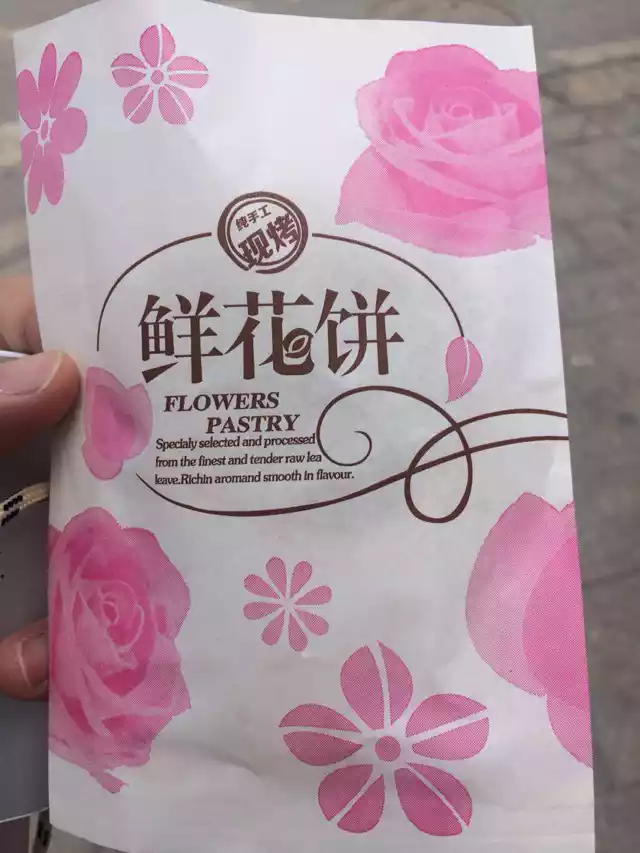 纯手工
现烤
鲜花饼
FLOWERS
PASTRY
Specialy selected and processed
from the finest and tender raw lea
leave.Richin aromand smooth in flavour.